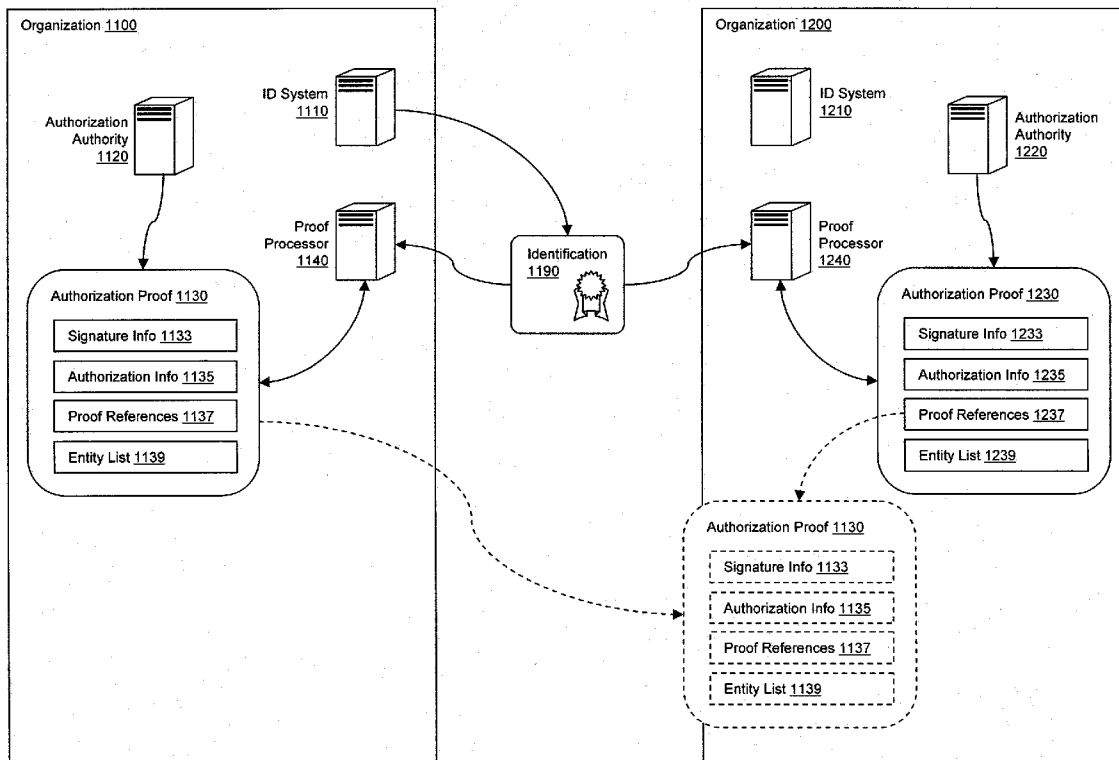 Organization 1100
ID System
1110
Authorization
Authority
1120
Proof
Processor
1140
Authorization Proof 1130
Signature Info 1133
Authorization Info 1135
Proof References 1137
Entity List 1139
Identification
1190
Organization 1200
ID System
1210
Authorization
Authority
1220
Proof
Processor
1240
Authorization Proof 1230
Signature Info 1233
Authorization Info 1235
Proof References 1237
Entity List 1239
Authorization Proof 1130
Signature Info 1133
Authorization Info 1135
Proof References 1137
Entity List 1139